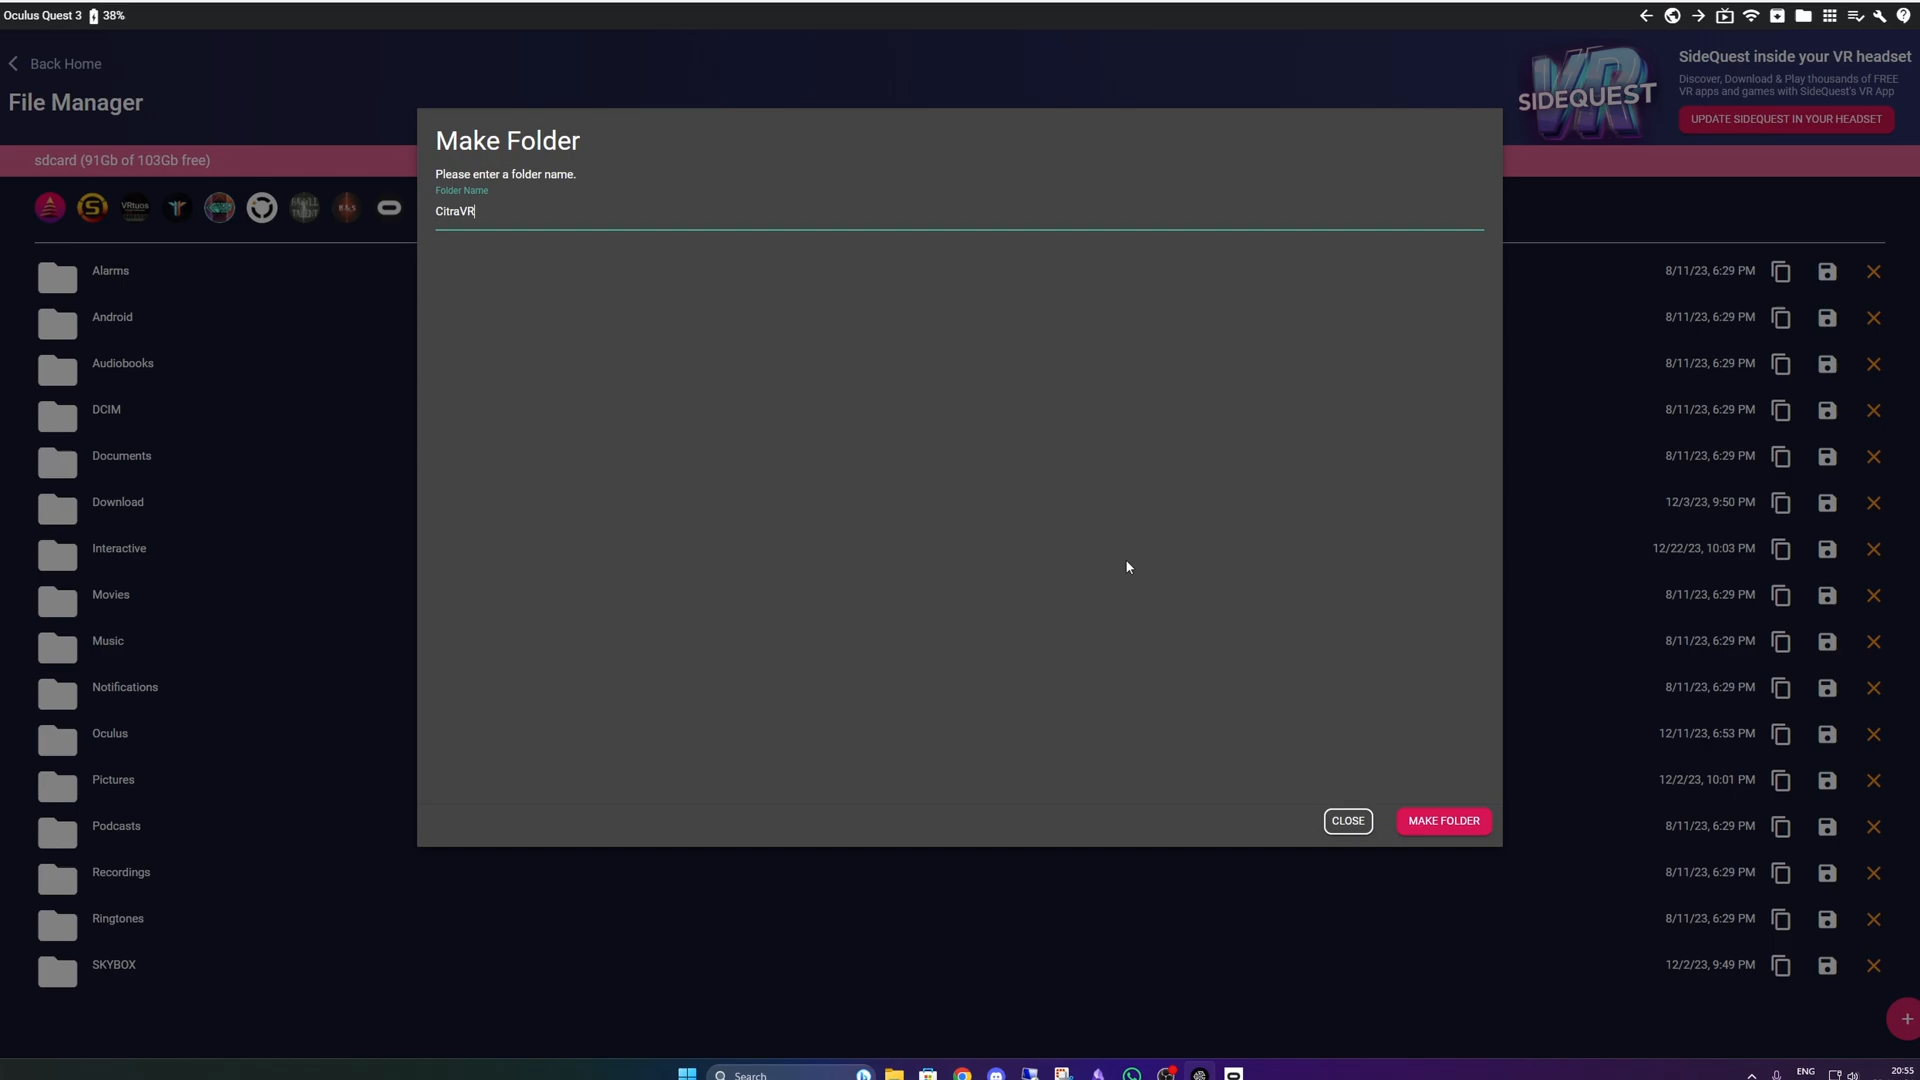 Oculus Quest 3 38%
Back Home
File Manager
SIDEQUEST
SideQuest inside your VR headset
Discover, Download & Play thousands of FREE
VR apps and games with SideQuest's VR App
UPDATE SIDEQUEST IN YOUR HEADSET
sdcard (91Gb of 103Gb free)
Make Folder
Please enter a folder name.
Folder Name
CitraVR
Alarms 8/11/23, 6:29 PM
Android 8/11/23, 6:29 PM
Audiobooks 8/11/23, 6:29 PM
DCIM 8/11/23, 6:29 PM
Documents 8/11/23, 6:29 PM
Download 12/3/23, 9:50 PM
Interactive 12/22/23, 10:03 PM
Movies 8/11/23, 6:29 PM
Music 8/11/23, 6:29 PM
Notifications 8/11/23, 6:29 PM
Oculus 12/11/23, 6:53 PM
Pictures 12/2/23, 10:01 PM
Podcasts 8/11/23, 6:29 PM
Recordings 8/11/23, 6:29 PM
Ringtones 8/11/23, 6:29 PM
SKYBOX 12/2/23, 9:49 PM
CLOSE
MAKE FOLDER
Search
ENG
20:55